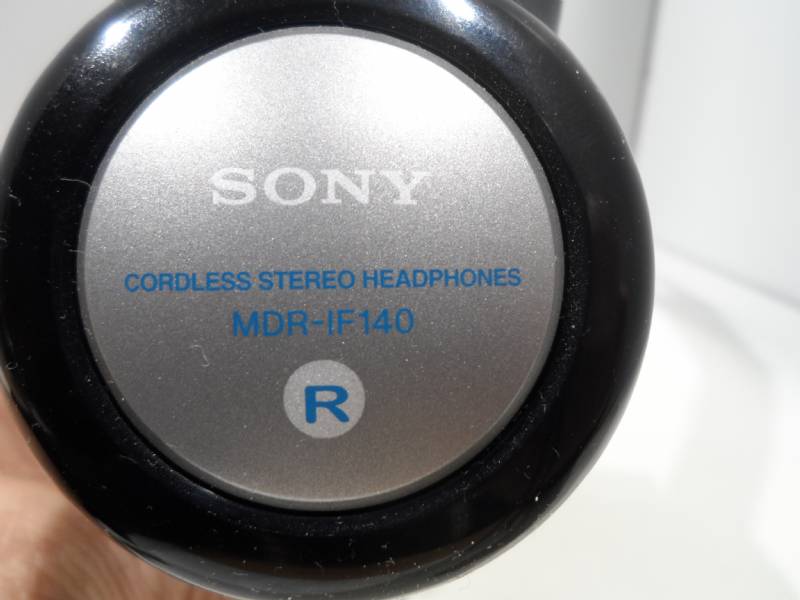 SONY
CORDLESS STEREO HEADPHONES
MDR-IF140
R